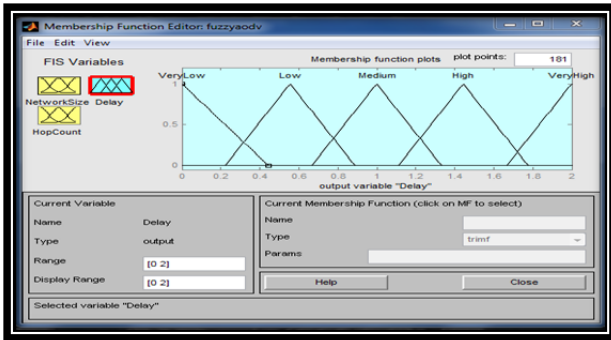 Membership Function Editor: fuzzyaodv
File Edit View
FIS Variables
Membership function plots plot points: 181
NetworkSize Delay
HopCount
VeryLow Low Medium High VeryHigh
1
0.5
0
0 0.2 0.4 0.6 0.8 1 1.2 1.4 1.6 1.8 2
output variable "Delay"
Current Variable
Name Delay
Type output
Range [0 2]
Display Range [0 2]
Current Membership Function (click on MF to select)
Name
Type trimf
Params
Help Close
Selected variable "Delay"